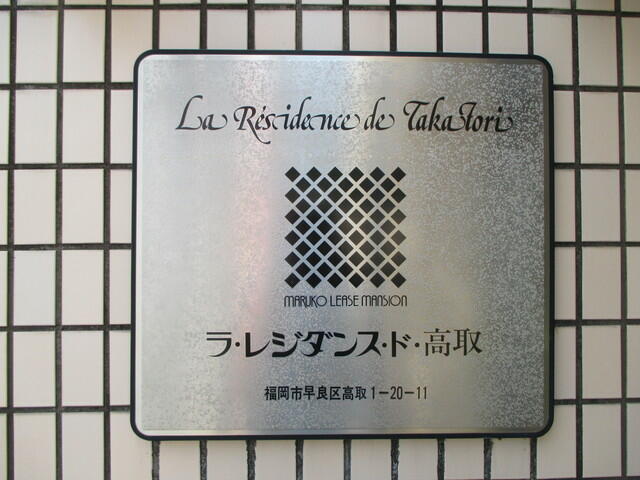 La Résidence de Takatori
MARUKO LEASE MANSION
ラ・レジダンス・ド・高取
福岡市早良区高取1-20-11